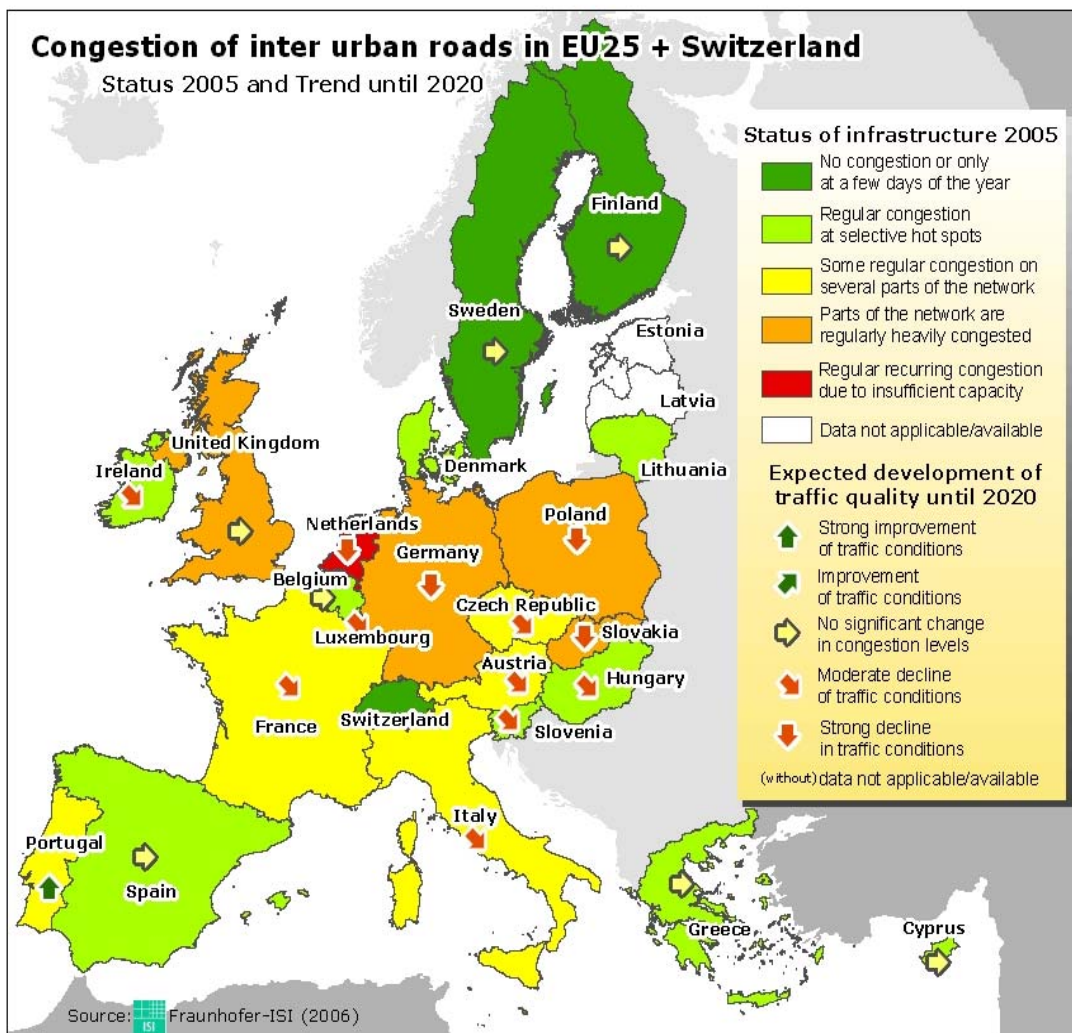 Congestion of inter urban roads in EU25 + Switzerland
Status 2005 and Trend until 2020
Status of infrastructure 2005
No congestion or only
at a few days of the year
Regular congestion
at selective hot spots
Some regular congestion on
several parts of the network
Parts of the network are
regularly heavily congested
Regular recurring congestion
due to insufficient capacity
Data not applicable/available
Expected development of
traffic quality until 2020
Strong improvement
of traffic conditions
Improvement
of traffic conditions
No significant change
in congestion levels
Moderate decline
of traffic conditions
Strong decline
in traffic conditions
(without) data not applicable/available
Finland
Sweden
Estonia
Latvia
Lithuania
United Kingdom
Ireland
Denmark
Netherlands
Germany
Poland
Belgium
Czech Republic
Luxembourg
Slovakia
Austria
Hungary
Switzerland
France
Slovenia
Italy
Portugal
Spain
Greece
Cyprus
Source: ISI Fraunhofer-ISI (2006)